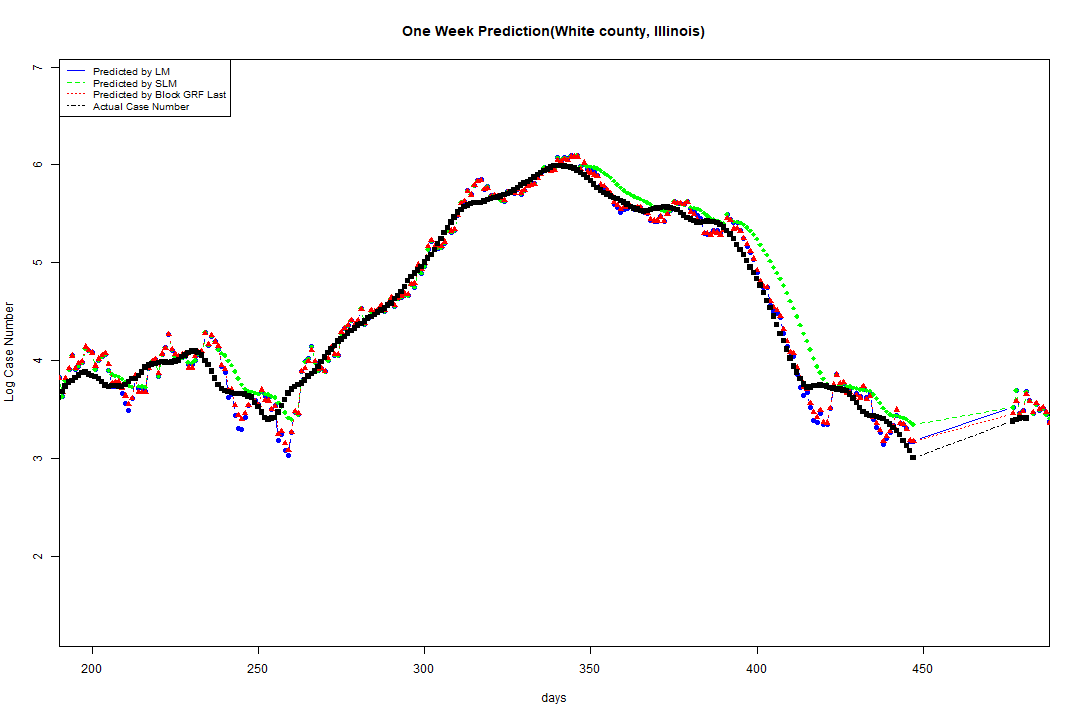 One Week Prediction(White county, Illinois)
Predicted by LM
Predicted by SLM
Predicted by Block GRF Last
Actual Case Number
7
6
5
4
3
2
Log Case Number
200 250 300 350 400 450
days